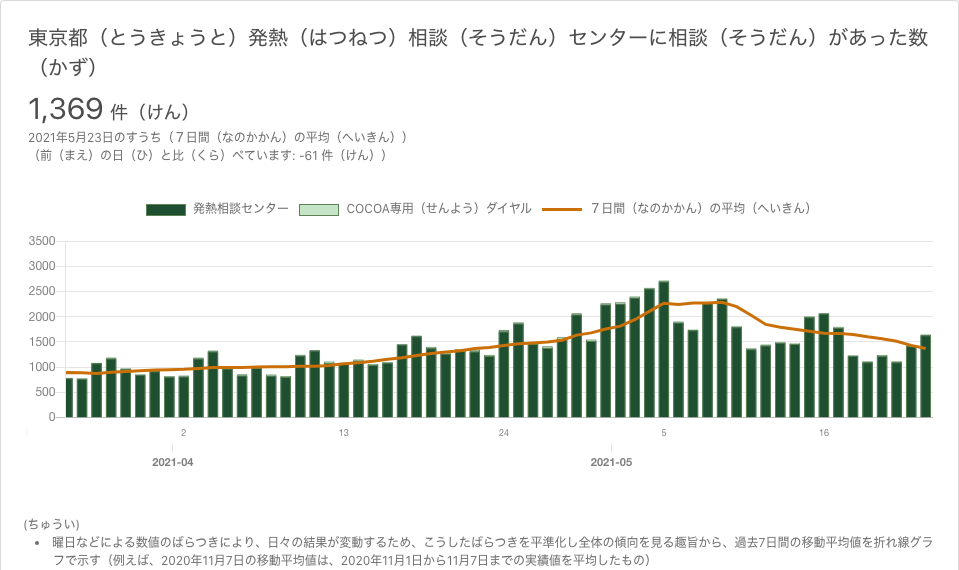 東京都（とうきょうと）発熱（はつねつ）相談（そうだん）センターに相談（そうだん）があった数
（かず）
1,369 件（けん）
2021年5月23日のすうち（７日間（なのかかん）の平均（へいきん））
（前（まえ）の日（ひ）と比（くら）べています: -61 件（けん））
発熱相談センター COCOA専用（せんよう）ダイヤル ７日間（なのかかん）の平均（へいきん）
3500
3000
2500
2000
1500
1000
500
0
2 13 24 5 16
2021-04 2021-05
(ちゅうい)
• 曜日などによる数値のばらつきにより、日々の結果が変動するため、こうしたばらつきを平準化し全体の傾向を見る趣旨から、過去7日間の移動平均値を折れ線グラ
フで示す（例えば、2020年11月7日の移動平均値は、2020年11月1日から11月7日までの実績値を平均したもの）